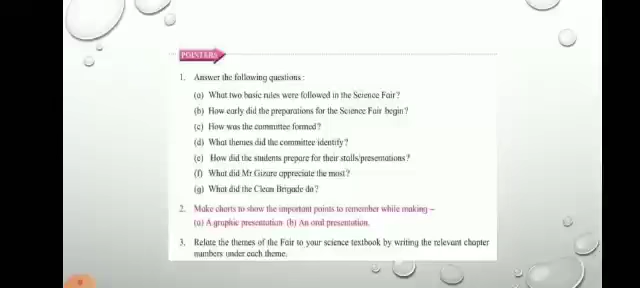 POINTERS
1. Answer the following questions :
(a) What two basic rules were followed in the Science Fair?
(b) How early did the preparations for the Science Fair begin?
(c) How was the committee formed?
(d) What themes did the committee identify?
(e) How did the students prepare for their stalls/presentations?
(f) What did Mr Gizare appreciate the most?
(g) What did the Clean Brigade do?
2. Make charts to show the important points to remember while making –
(a) A graphic presentation (b) An oral presentation.
3. Relate the themes of the Fair to your science textbook by writing the relevant chapter
numbers under each theme.